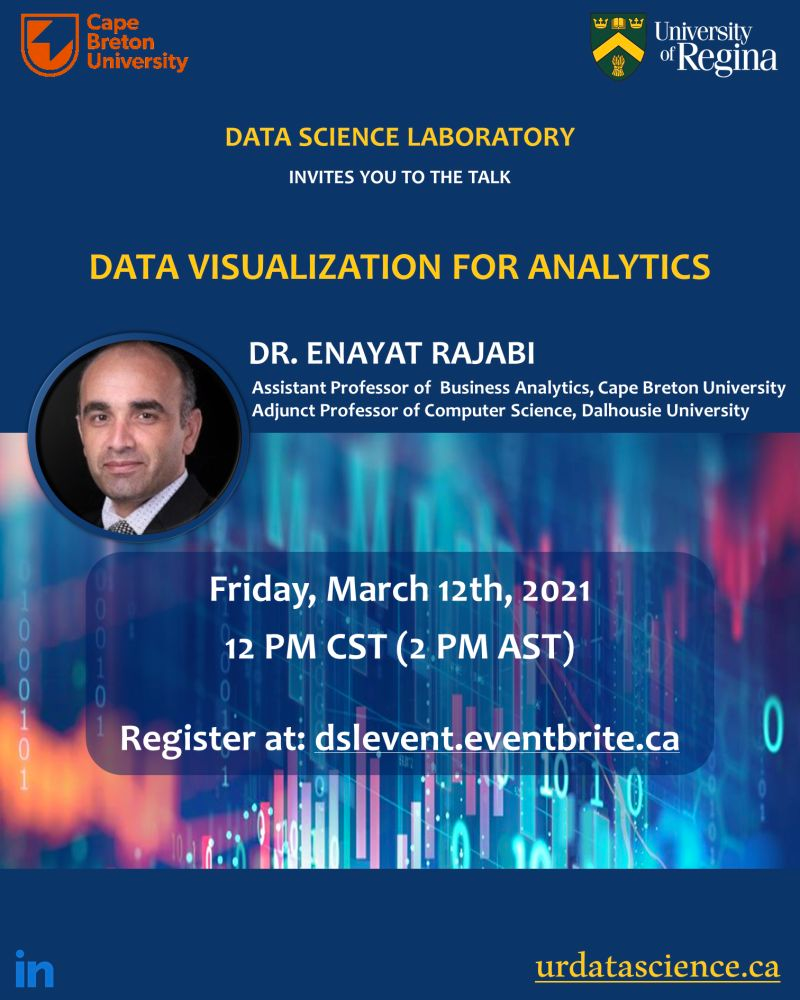 Cape
Breton
University
University
of Regina
DATA SCIENCE LABORATORY
INVITES YOU TO THE TALK
DATA VISUALIZATION FOR ANALYTICS
DR. ENAYAT RAJABI
Assistant Professor of Business Analytics, Cape Breton University
Adjunct Professor of Computer Science, Dalhousie University
Friday, March 12th, 2021
12 PM CST (2 PM AST)
Register at: dslevent.eventbrite.ca
in
urdatascience.ca